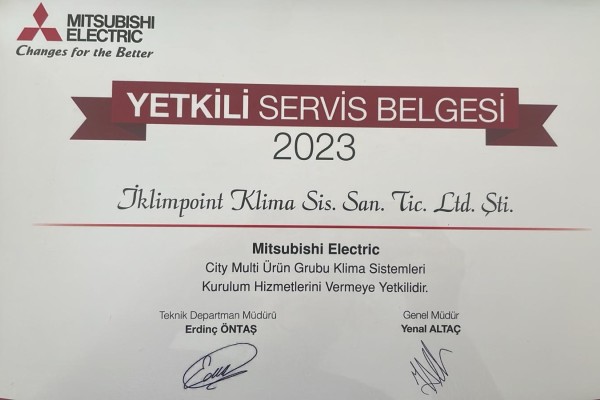 MITSUBISHI
ELECTRIC
Changes for the Better
YETKİLİ SERVİS BELGESİ
2023
İklimpoint Klima Sis. San. Tic. Ltd. Şti.
Mitsubishi Electric
City Multi Ürün Grubu Klima Sistemleri
Kurulum Hizmetlerini Vermeye Yetkilidir.
Teknik Departman Müdürü
Erdinç ÖNTAŞ
Genel Müdür
Yenal ALTAÇ